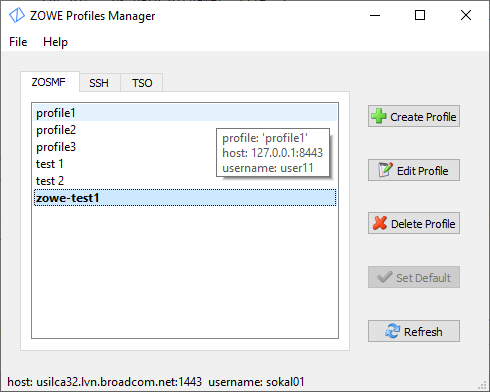 ZOWE Profiles Manager
File Help
ZOSMF SSH TSO
profile1
profile2
profile3
test 1
test 2
zowe-test1
profile: 'profile1'
host: 127.0.0.1:8443
username: user11
Create Profile
Edit Profile
Delete Profile
Set Default
Refresh
host: usilca32.lvn.broadcom.net:1443 username: sokal01